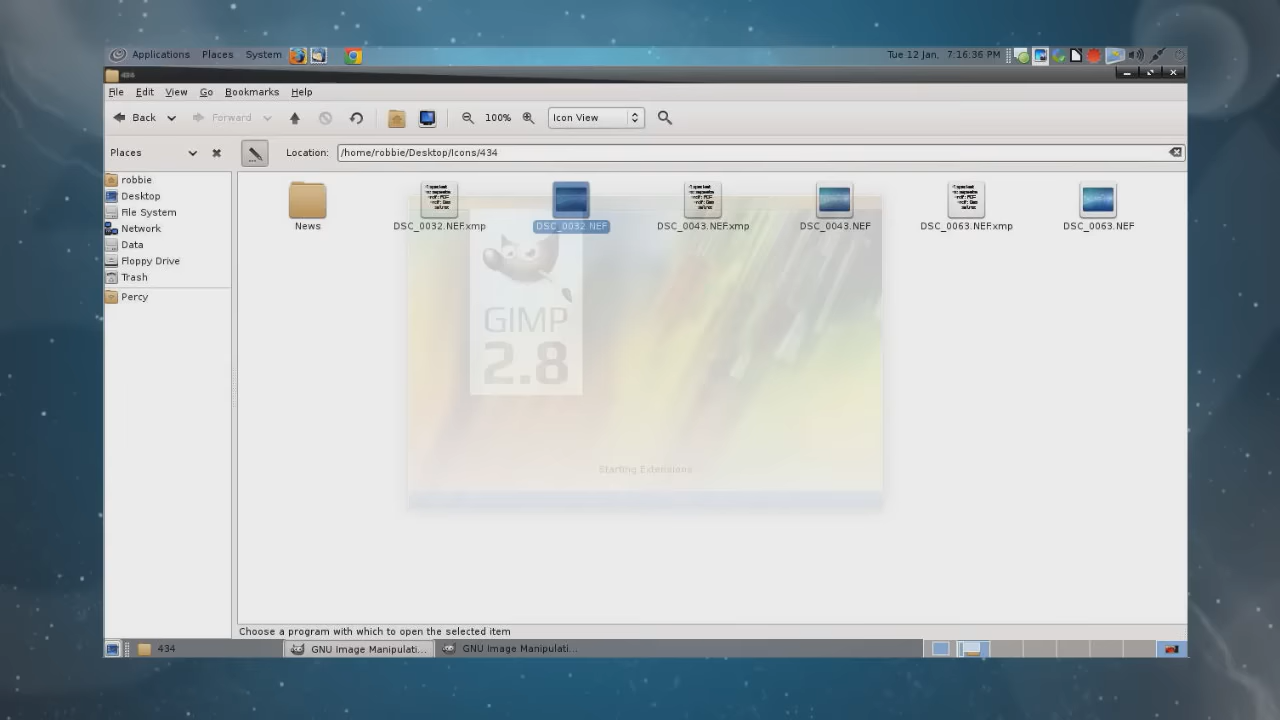 Applications Places System
Tue 12 Jan, 7:16:36 PM
434
File Edit View Go Bookmarks Help
Back Forward 100% Icon View
Places Location: /home/robbie/Desktop/Icons/434
robbie
Desktop
File System
Network
Data
Floppy Drive
Trash
Percy
News DSC_0032.NEF.xmp DSC_0032.NEF DSC_0043.NEF.xmp DSC_0043.NEF DSC_0063.NEF.xmp DSC_0063.NEF
GIMP
2.8
Starting Extensions
Choose a program with which to open the selected item
434 GNU Image Manipulati... GNU Image Manipulati...